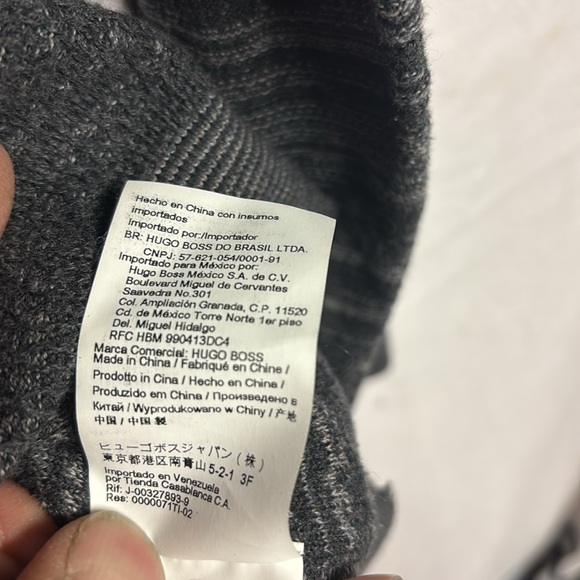 Hecho en China con insumos
importados
Importado por:/Importador
BR: HUGO BOSS DO BRASIL LTDA.
CNPJ: 57-621-054/0001-91
Importado para México por:
Hugo Boss México S.A. de C.V.
Boulevard Miguel de Cervantes
Saavedra No.301
Col. Ampliación Granada, C.P. 11520
Cd. de México Torre Norte 1er piso
Del. Miguel Hidalgo
RFC HBM 990413DC4
Marca Comercial: HUGO BOSS
Made in China / Fabriqué en Chine /
Prodotto in Cina / Hecho en China /
Produzido em China / Произведено в
Китай / Wyprodukowano w Chiny / 产地
中国 / 中国 製
ヒューゴボスジャパン (株)
東京都港区南青山 5-2-1 3F
Importado en Venezuela
por Tienda Casablanca C.A.
Rif: J-00327893-9
Res: 0000071TI-02